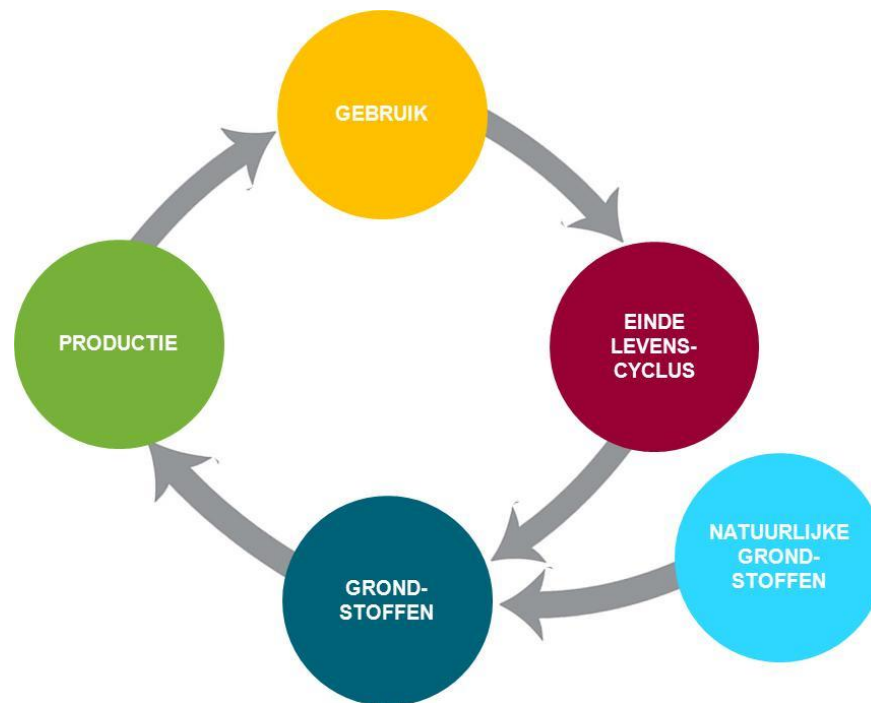 GEBRUIK
EINDE
LEVENS-
CYCLUS
PRODUCTIE
NATUURLIJKE
GROND-
STOFFEN
GROND-
STOFFEN